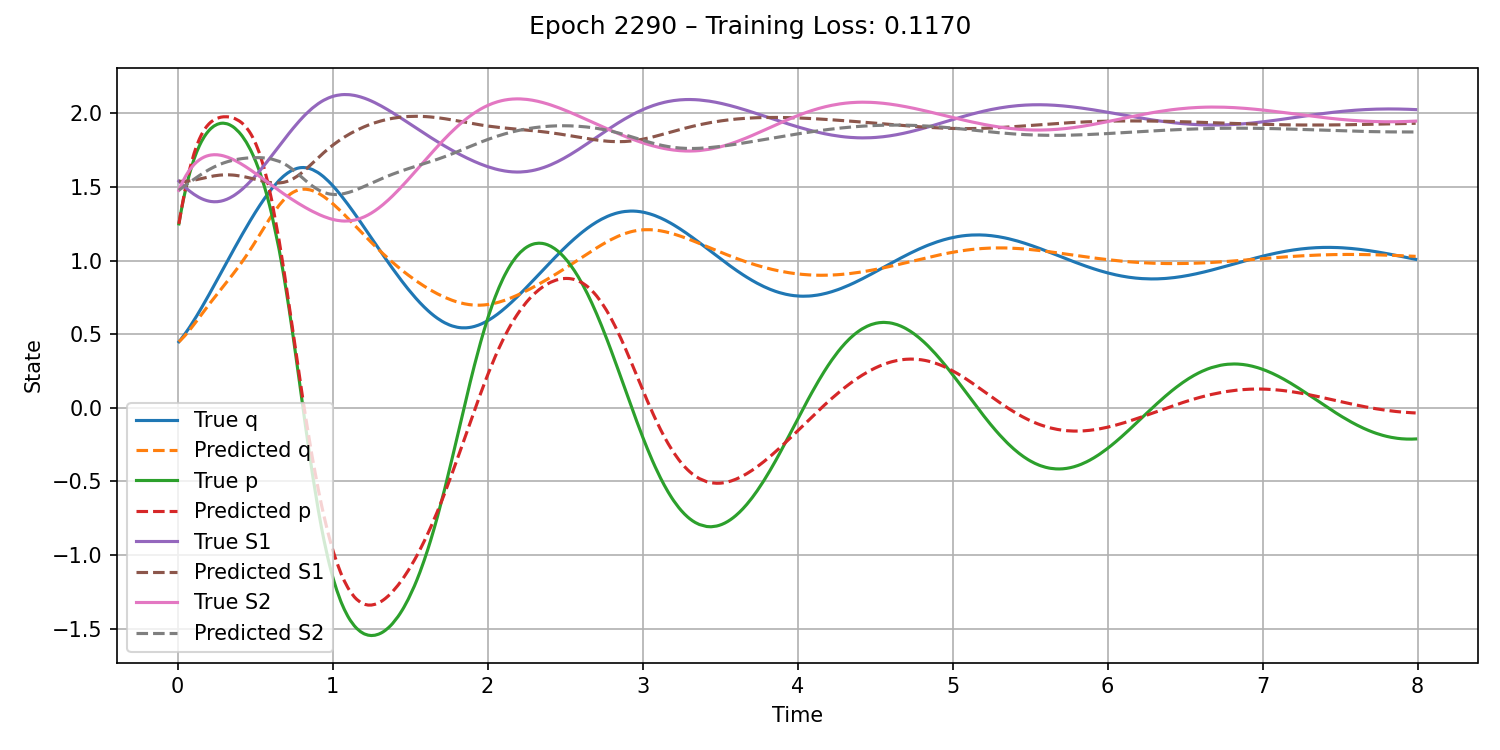 Epoch 2290 – Training Loss: 0.1170
State
2.0
1.5
1.0
0.5
0.0
−0.5
−1.0
−1.5
True q
Predicted q
True p
Predicted p
True S1
Predicted S1
True S2
Predicted S2
0 1 2 3 4 5 6 7 8
Time